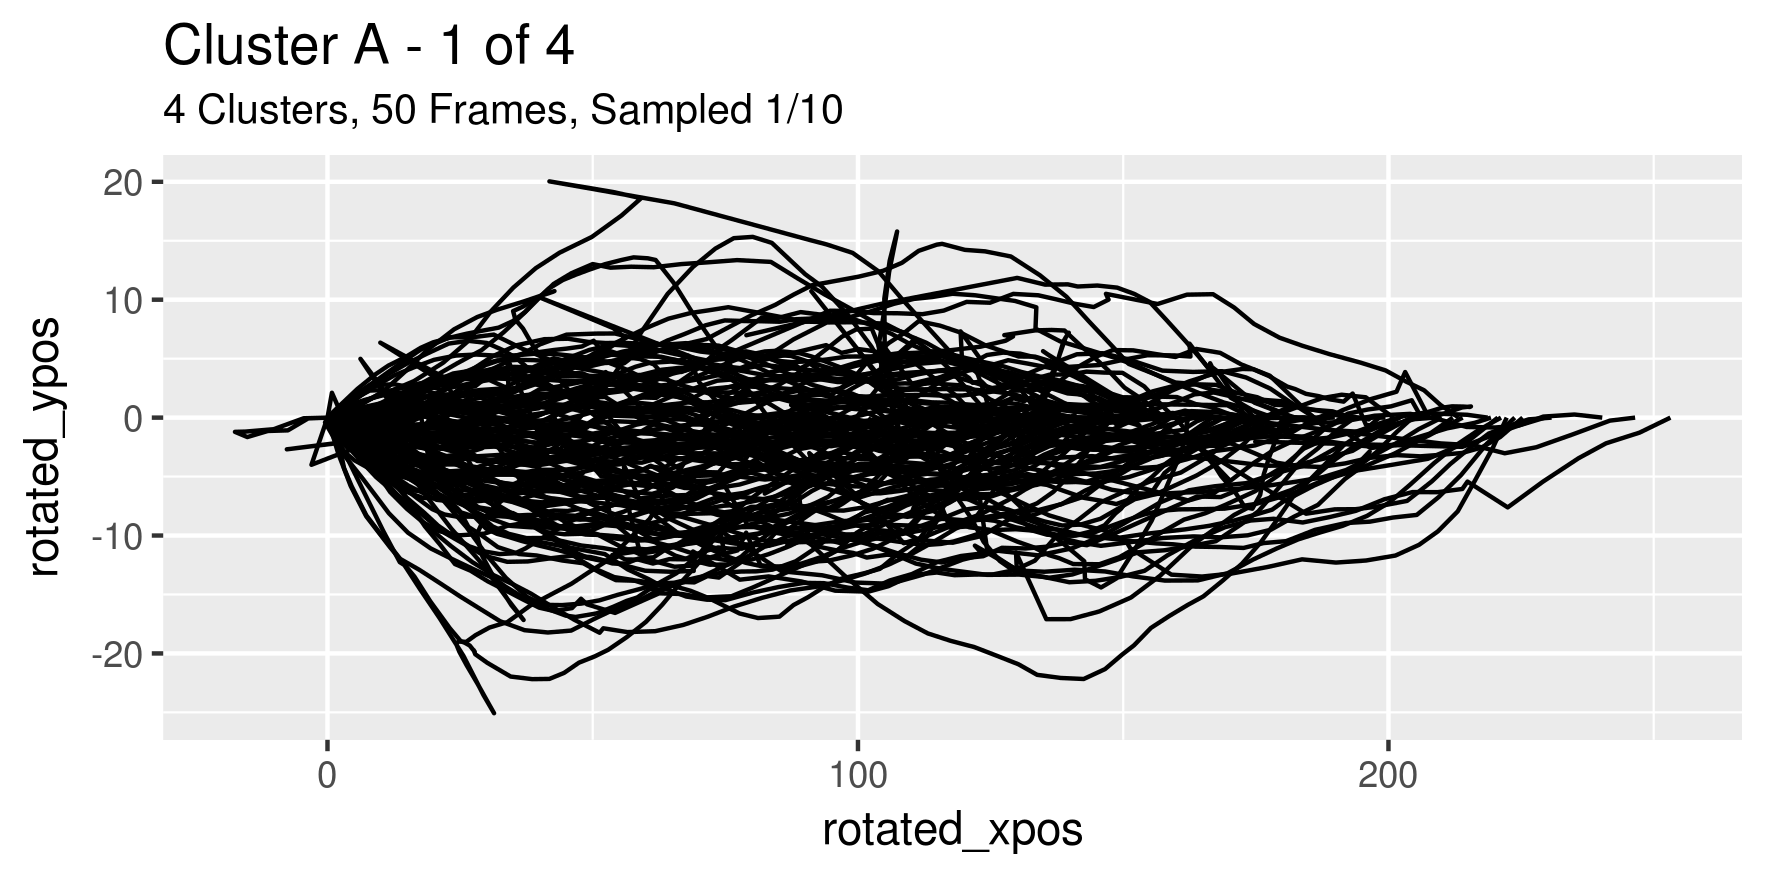 Cluster A - 1 of 4
4 Clusters, 50 Frames, Sampled 1/10
rotated_ypos
20
10
0
-10
-20
0 100 200
rotated_xpos